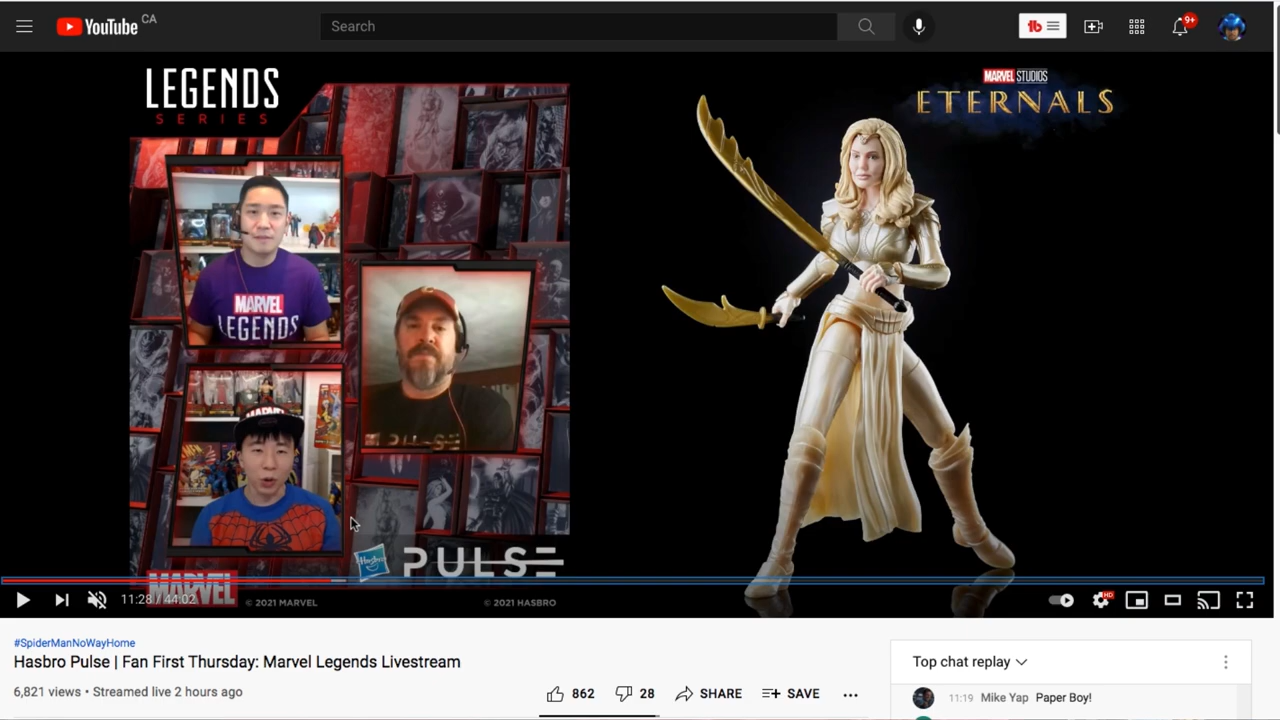 YouTube CA
Search
9+
LEGENDS
SERIES
MARVEL STUDIOS
ETERNALS
MARVEL
LEGENDS
PULSE
MARVEL
Hasbro
PULSE
MARVEL
11:28 / 44:02
© 2021 MARVEL
© 2021 HASBRO
HD
#SpiderManNoWayHome
Hasbro Pulse | Fan First Thursday: Marvel Legends Livestream
6,821 views • Streamed live 2 hours ago
862
28
SHARE
SAVE
Top chat replay
11:19 Mike Yap Paper Boy!